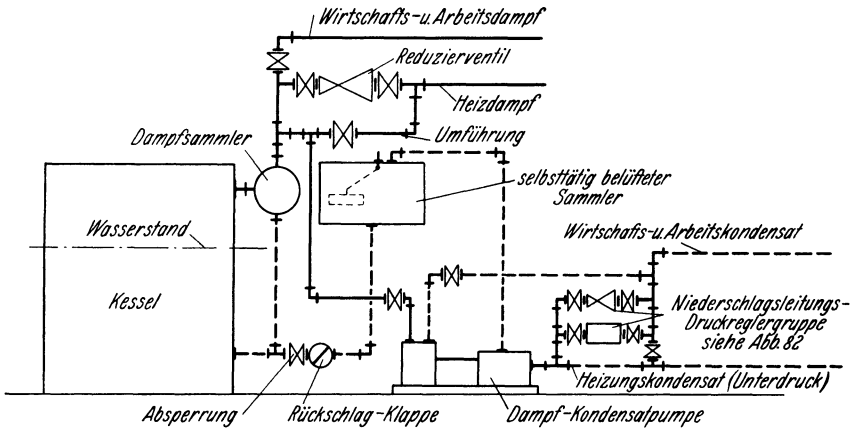 Wirtschafts-u. Arbeitsdampf
Reduzierventil
Heizdampf
Umführung
Dampfsammler
selbsttätig belüfteter
Sammler
Wasserstand
Wirtschafts-u. Arbeitskondensat
Kessel
Niederschlagsleitungs-
Druckreglergruppe
siehe Abb. 82
Heizungskondensat (Unterdruck)
Absperrung
Rückschlag-Klappe
Dampf-Kondensatpumpe